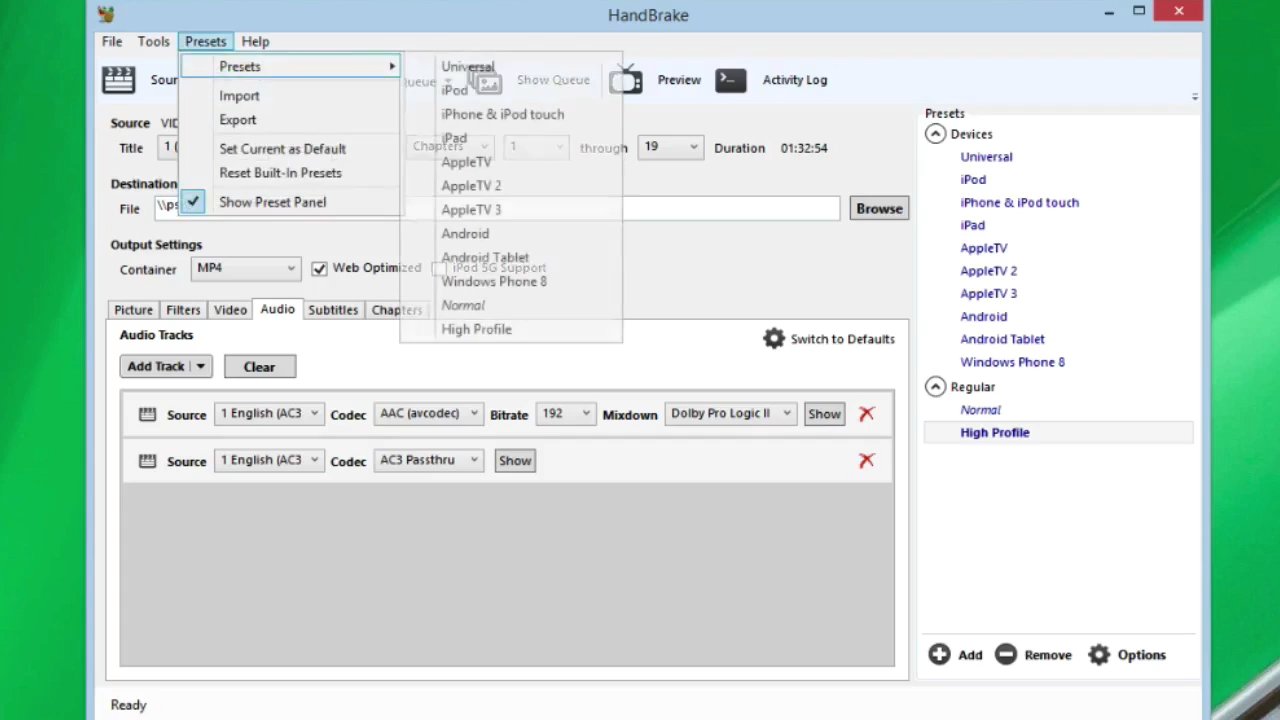 HandBrake
File Tools Presets Help
Presets
Import
Export
Set Current as Default
Reset Built-In Presets
Show Preset Panel
Universal
iPod
iPhone & iPod touch
iPad
AppleTV
AppleTV 2
AppleTV 3
Android
Android Tablet
Windows Phone 8
Normal
High Profile
Show Queue Preview Activity Log
Source
Title 1 Chapters 1 through 19 Duration 01:32:54
Destination
File Browse
Output Settings
Container MP4 Web Optimized iPod 5G Support
Picture Filters Video Audio Subtitles Chapters
Audio Tracks
Switch to Defaults
Add Track Clear
Source 1 English (AC3 Codec AAC (avcodec) Bitrate 192 Mixdown Dolby Pro Logic II Show
Source 1 English (AC3 Codec AC3 Passthru Show
Presets
Devices
Universal
iPod
iPhone & iPod touch
iPad
AppleTV
AppleTV 2
AppleTV 3
Android
Android Tablet
Windows Phone 8
Regular
Normal
High Profile
Add Remove Options
Ready